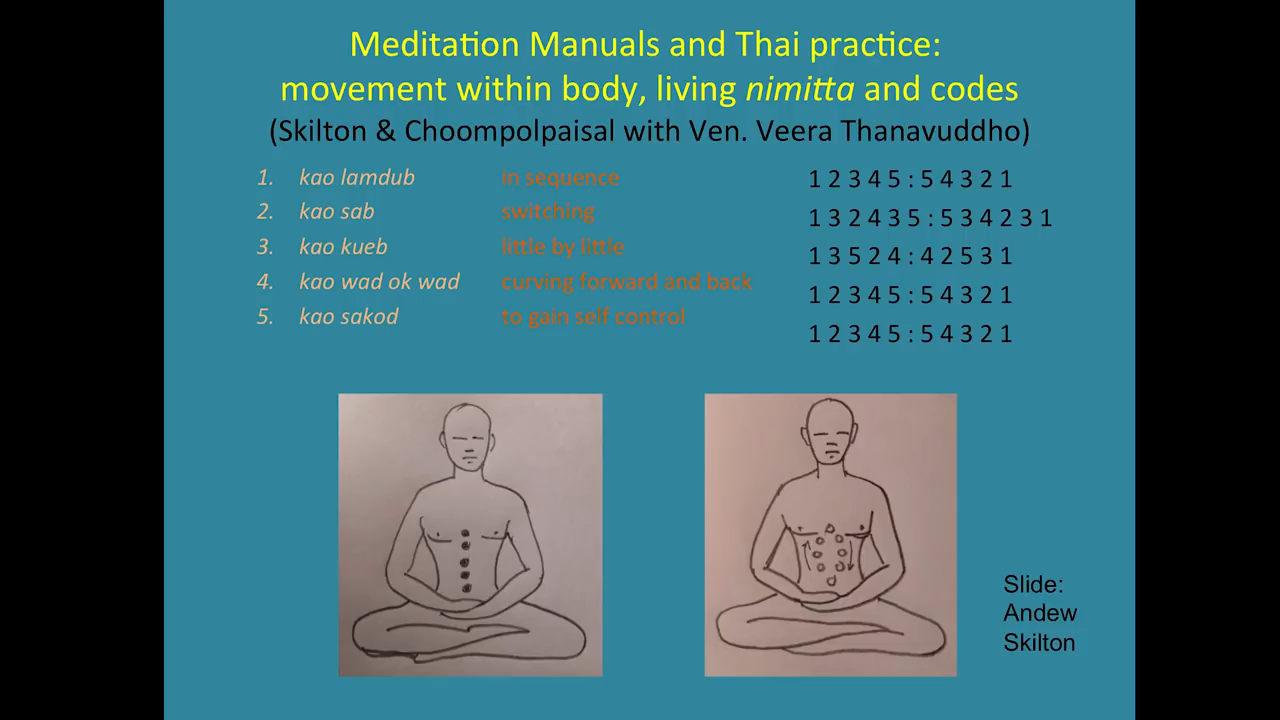 Meditation Manuals and Thai practice:
movement within body, living nimitta and codes
(Skilton & Choompolpaisal with Ven. Veera Thanavuddho)
1. kao lamdub in sequence 1 2 3 4 5 : 5 4 3 2 1
2. kao sab switching 1 3 2 4 3 5 : 5 3 4 2 3 1
3. kao kueb little by little 1 3 5 2 4 : 4 2 5 3 1
4. kao wad ok wad curving forward and back 1 2 3 4 5 : 5 4 3 2 1
5. kao sakod to gain self control 1 2 3 4 5 : 5 4 3 2 1
Slide:
Andew
Skilton